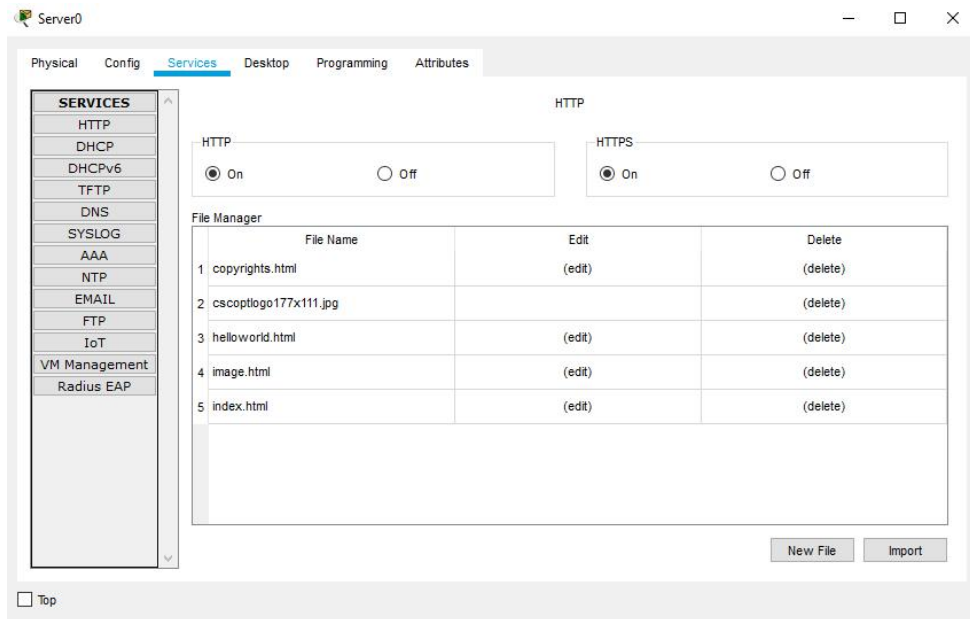 Server0
Physical Config Services Desktop Programming Attributes
SERVICES
HTTP
DHCP
DHCPv6
TFTP
DNS
SYSLOG
AAA
NTP
EMAIL
FTP
IoT
VM Management
Radius EAP
HTTP
HTTP
On Off
HTTPS
On Off
File Manager
File Name Edit Delete
1 copyrights.html (edit) (delete)
2 cscoptlogo177x111.jpg (delete)
3 helloworld.html (edit) (delete)
4 image.html (edit) (delete)
5 index.html (edit) (delete)
New File Import
Top